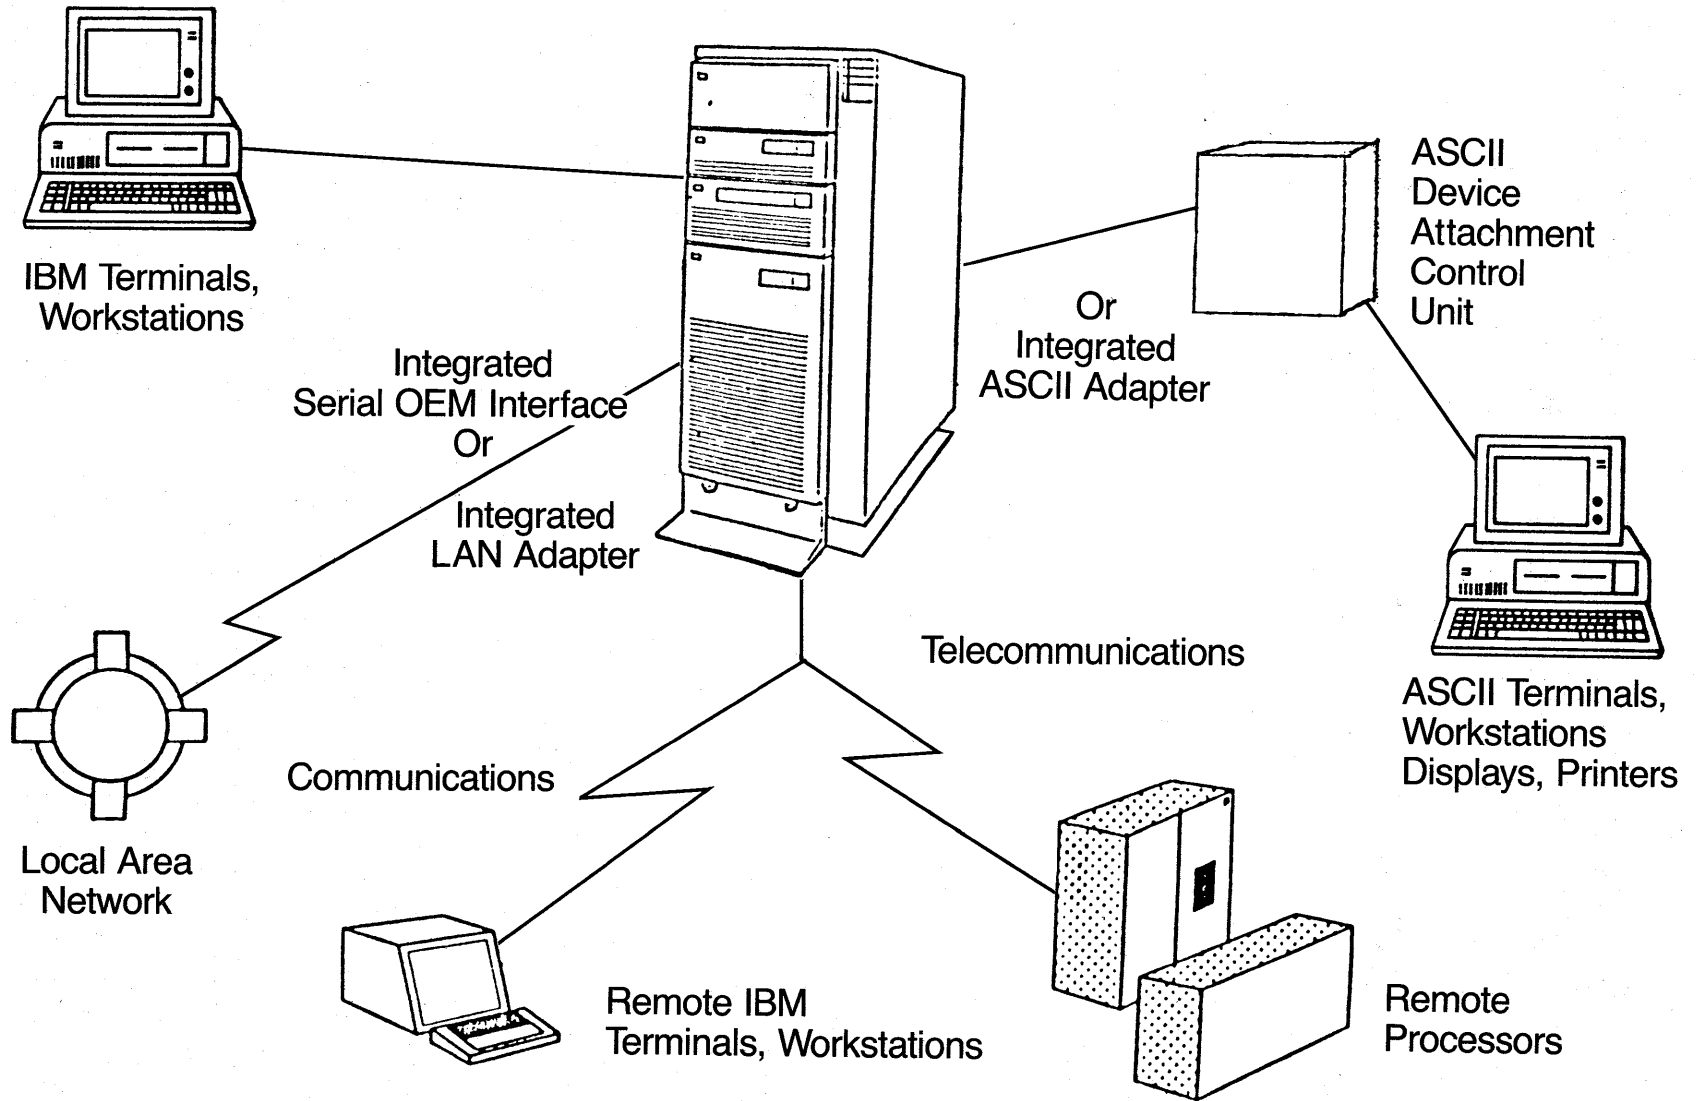 IBM Terminals,
Workstations
Integrated
Serial OEM Interface
Or
Integrated
LAN Adapter
Local Area
Network
ASCII
Device
Attachment
Control
Unit
Or
Integrated
ASCII Adapter
ASCII Terminals,
Workstations
Displays, Printers
Telecommunications
Communications
Remote IBM
Terminals, Workstations
Remote
Processors